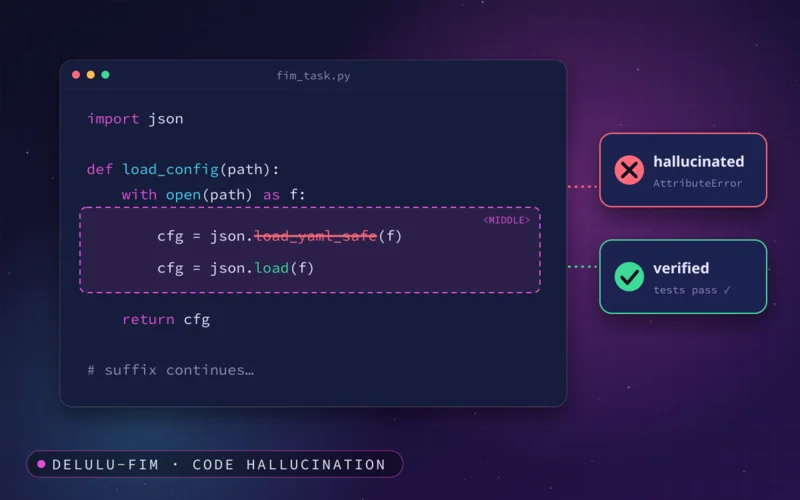 fim_task.py
import json
def load_config(path):
    with open(path) as f:
<MIDDLE>
        cfg = json.load_yaml_safe(f)
        cfg = json.load(f)
    return cfg
# suffix continues…
hallucinated
AttributeError
verified
tests pass ✓
DELULU-FIM · CODE HALLUCINATION